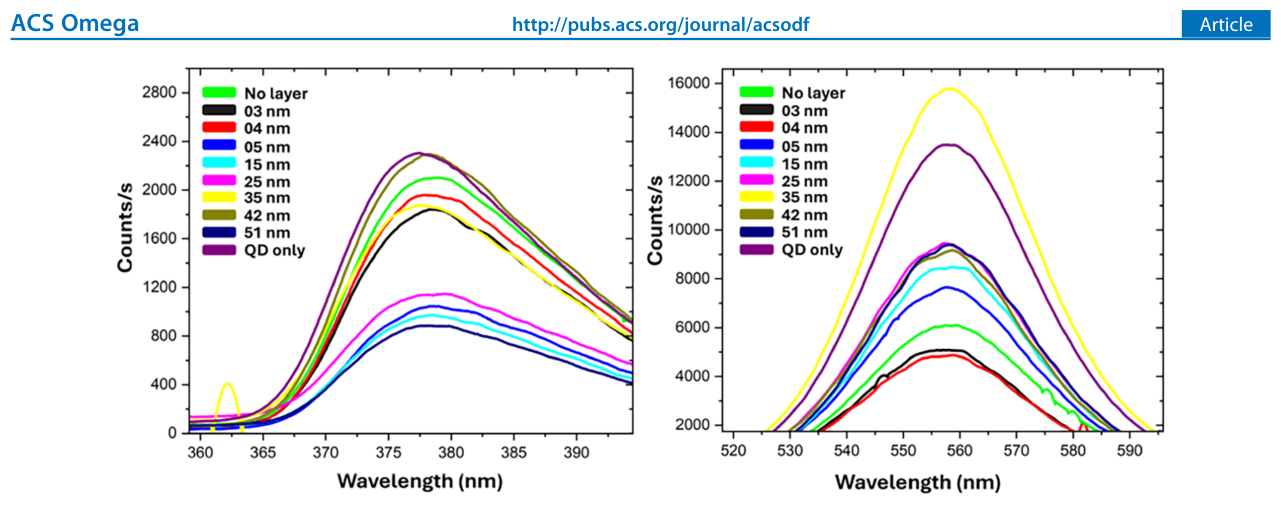 ACS Omega http://pubs.acs.org/journal/acsodf Article
2800
2400
2000
1600
1200
800
400
0
Counts/s
No layer
03 nm
04 nm
05 nm
15 nm
25 nm
35 nm
42 nm
51 nm
QD only
360 365 370 375 380 385 390
Wavelength (nm)
16000
14000
12000
10000
8000
6000
4000
2000
Counts/s
No layer
03 nm
04 nm
05 nm
15 nm
25 nm
35 nm
42 nm
51 nm
QD only
520 530 540 550 560 570 580 590
Wavelength (nm)